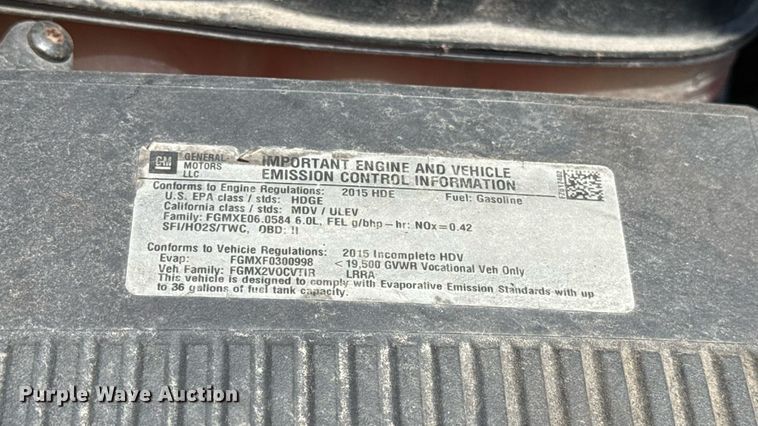 GM GENERAL MOTORS LLC
IMPORTANT ENGINE AND VEHICLE
EMISSION CONTROL INFORMATION
Conforms to Engine Regulations: 2015 HDE Fuel: Gasoline
U.S. EPA class / stds: HDGE
California class / stds: MDV / ULEV
Family: FGMXE06.0584 6.0L, FEL g/bhp-hr: NOx=0.42
SFI/HO2S/TWC, OBD: II
Conforms to Vehicle Regulations: 2015 Incomplete HDV
Evap: FGMXF0300998 < 19,500 GVWR Vocational Veh Only
Veh Family: FGMX2VOCVTIR LRRA
This vehicle is designed to comply with Evaporative Emission Standards with up
to 36 gallons of fuel tank capacity.
Purple Wave Auction